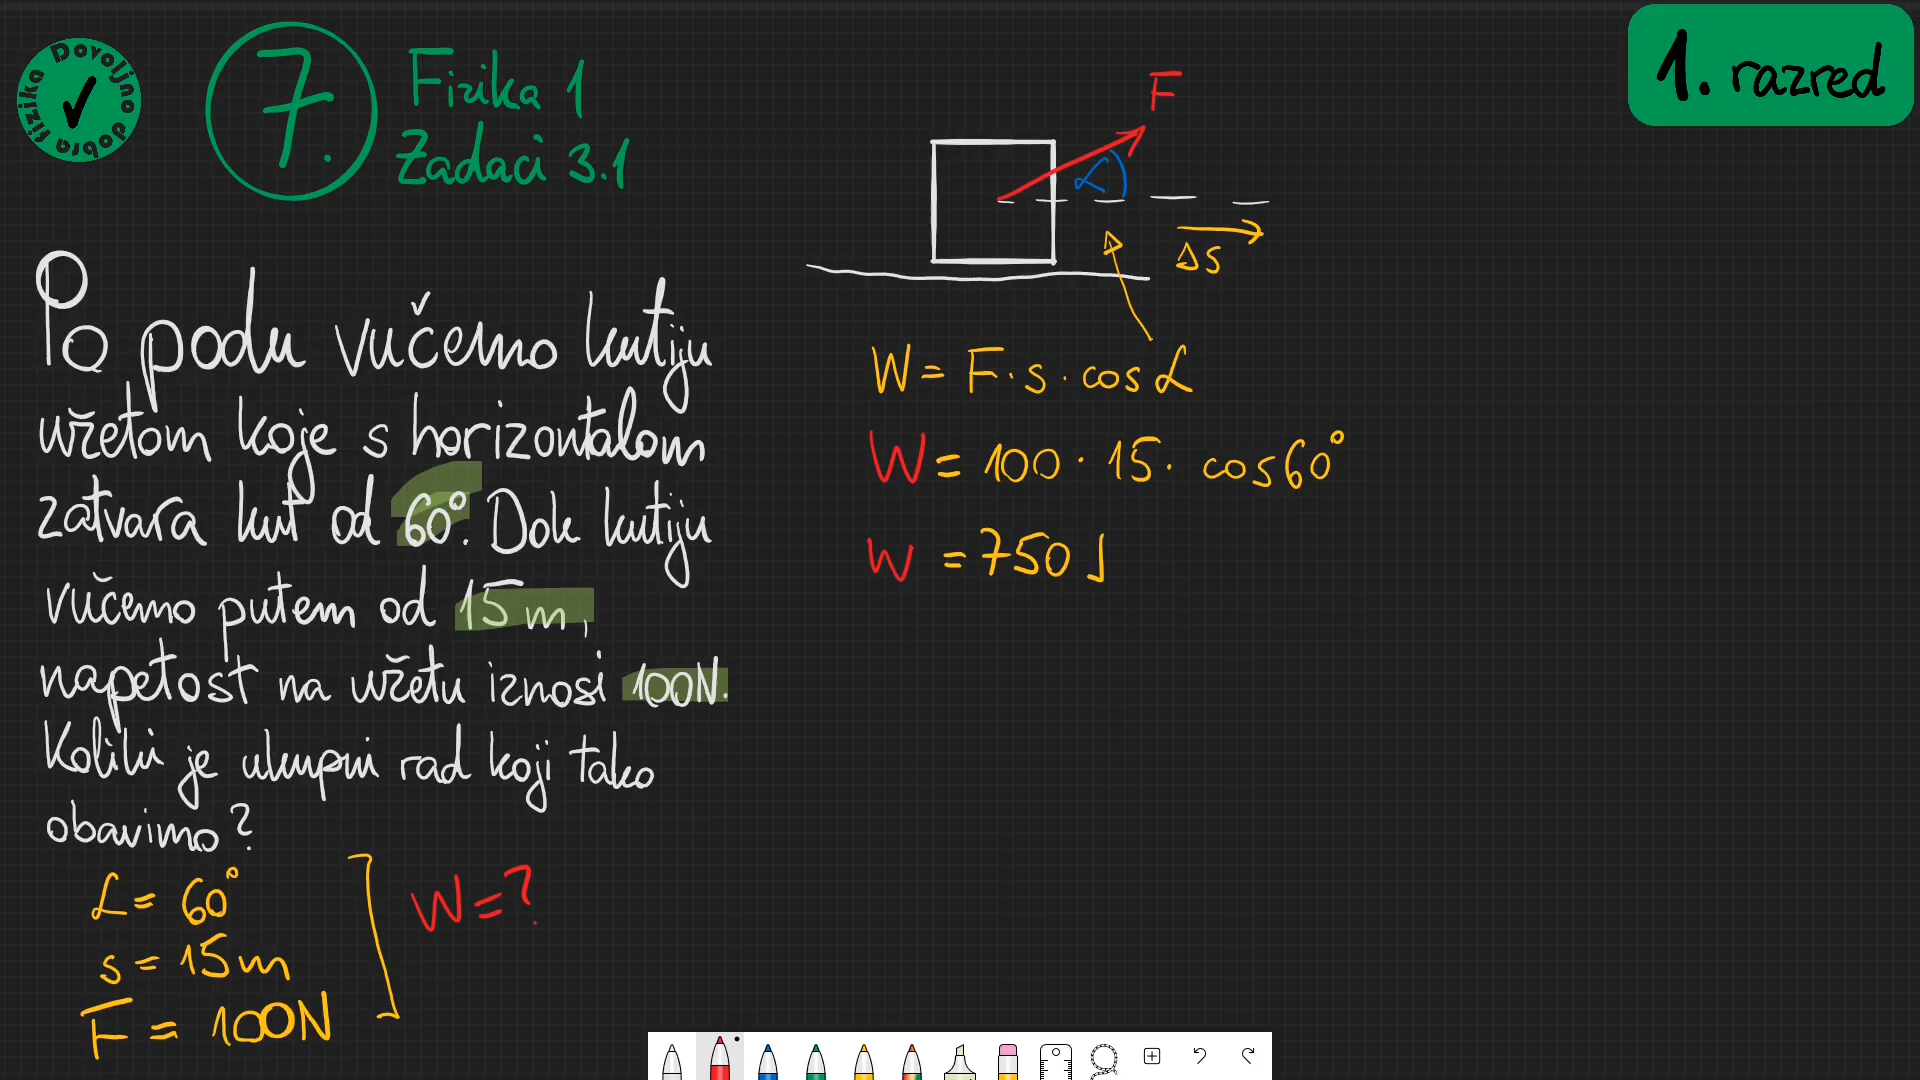 Dovoljno dobra fizika
7.
Fizika 1
Zadaci 3.1
1. razred
Po podu vučemo kutiju
užetom koje s horizontalom
zatvara kut od 60°. Dok kutiju
vučemo putem od 15 m,
napetost na užetu iznosi 100N.
Koliki je ukupni rad koji tako
obavimo?
α = 60°
s = 15 m
F = 100N
W = ?
F
α
Δs
W = F · s · cos α
W = 100 · 15 · cos 60°
W = 750 J